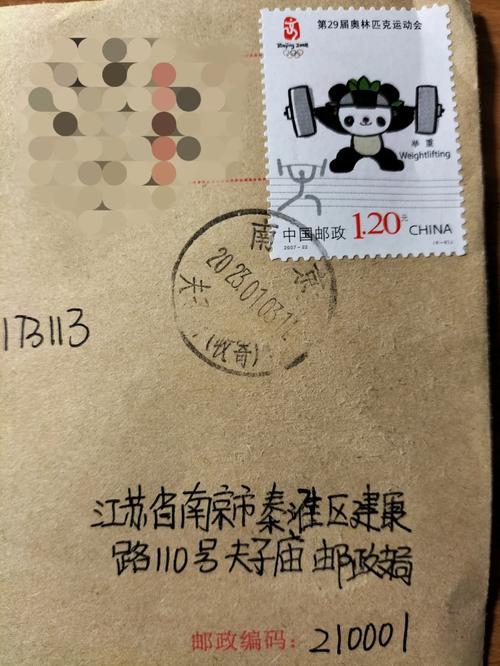 第29届奥林匹克运动会
Beijing 2008
举重
Weightlifting
中国邮政 1.20元 CHINA
2007-22
南京
2023.01.03.1
夫
(收寄)
1B113
江苏省南京市秦淮区建康
路110号夫子庙邮政局
邮政编码：210001